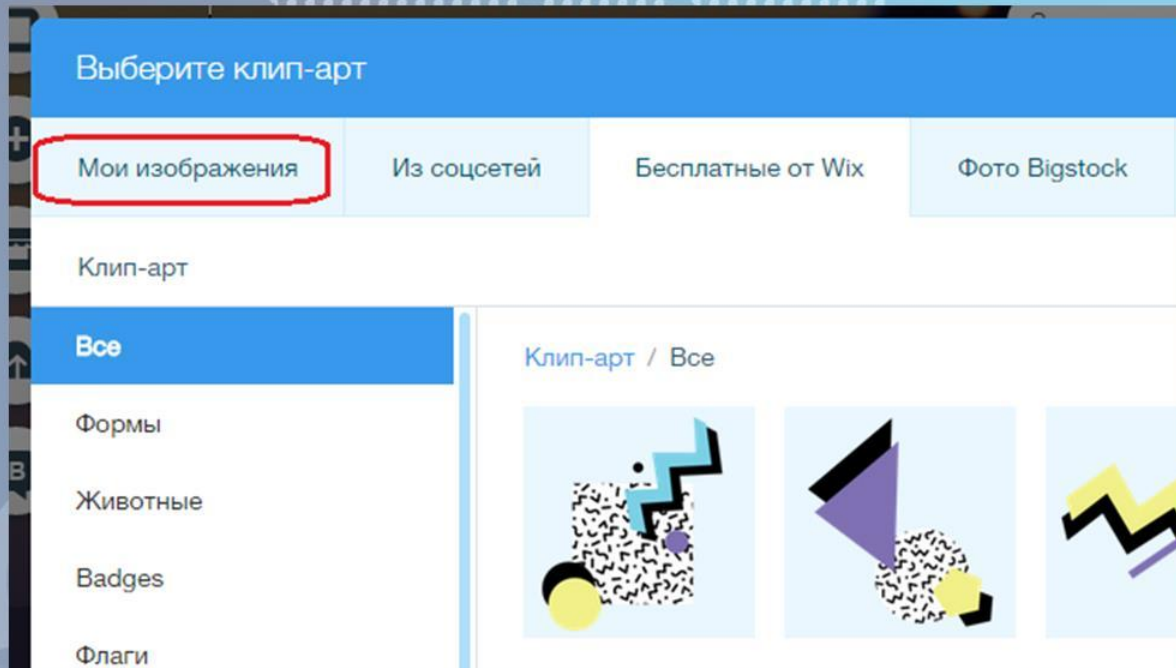 Выберите клип-арт
Мои изображения Из соцсетей Бесплатные от Wix Фото Bigstock
Клип-арт
Все
Клип-арт / Все
Формы
Животные
Badges
Флаги
B